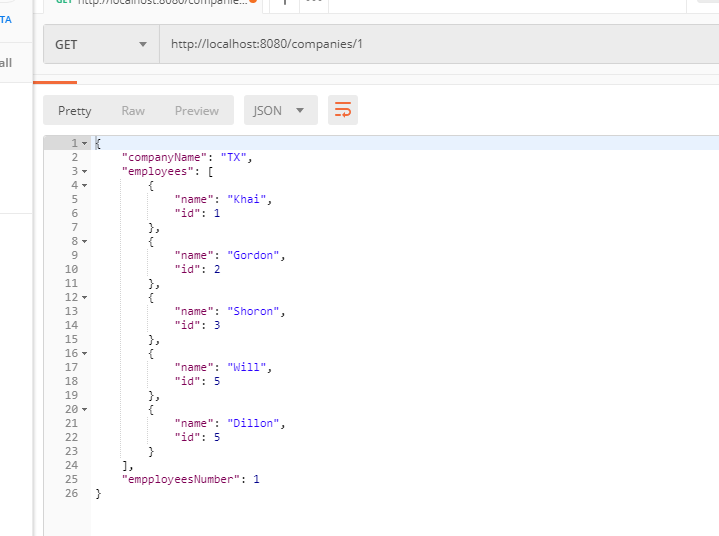 GET http://localhost:8080/companie...
TA
GET http://localhost:8080/companies/1
all
Pretty Raw Preview JSON
1 {
2 "companyName": "TX",
3 "employees": [
4 {
5 "name": "Khai",
6 "id": 1
7 },
8 {
9 "name": "Gordon",
10 "id": 2
11 },
12 {
13 "name": "Shoron",
14 "id": 3
15 },
16 {
17 "name": "Will",
18 "id": 5
19 },
20 {
21 "name": "Dillon",
22 "id": 5
23 }
24 ],
25 "empployeesNumber": 1
26 }